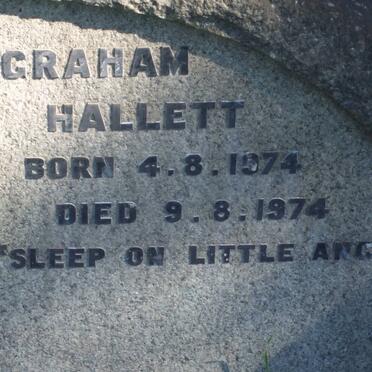 GRAHAM
HALLETT
BORN 4.8.1974
DIED 9.8.1974
"SLEEP ON LITTLE